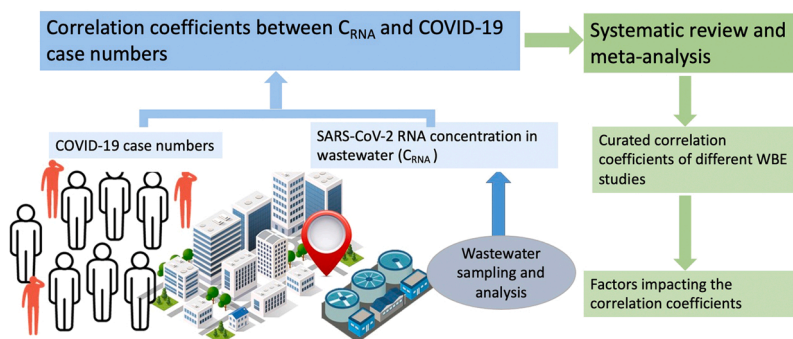 Correlation coefficients between C_RNA and COVID-19
case numbers
Systematic review and
meta-analysis
COVID-19 case numbers
SARS-CoV-2 RNA concentration in
wastewater (C_RNA )
Curated correlation
coefficients of different WBE
studies
Wastewater
sampling and
analysis
Factors impacting the
correlation coefficients